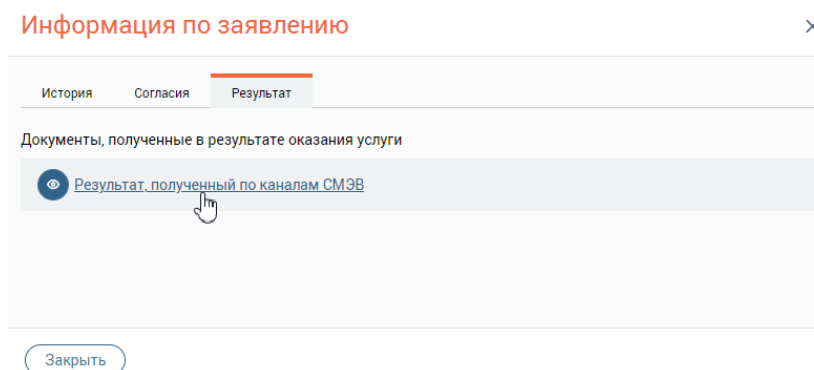 Информация по заявлению
История Согласия Результат
Документы, полученные в результате оказания услуги
Результат, полученный по каналам СМЭВ
Закрыть